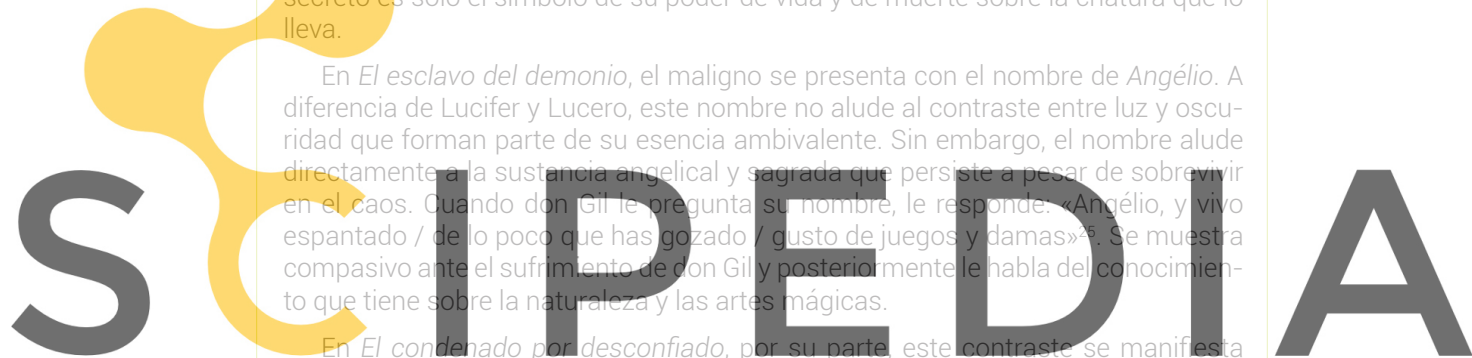 secreto es solo el símbolo de su poder de vida y de muerte sobre la criatura que lo
lleva.
En El esclavo del demonio, el maligno se presenta con el nombre de Angélio. A
diferencia de Lucifer y Lucero, este nombre no alude al contraste entre luz y oscu-
ridad que forman parte de su esencia ambivalente. Sin embargo, el nombre alude
directamente a la sustancia angelical y sagrada que persiste a pesar de sobrevivir
en el caos. Cuando don Gil le pregunta su nombre, le responde: «Angélio, y vivo
espantado / de lo poco que has gozado / gusto de juegos y damas»²⁵. Se muestra
compasivo ante el sufrimiento de don Gil y posteriormente le habla del conocimien-
to que tiene sobre la naturaleza y las artes mágicas.
En El condenado por desconfiado, por su parte, este contraste se manifiesta
SCIPEDIA